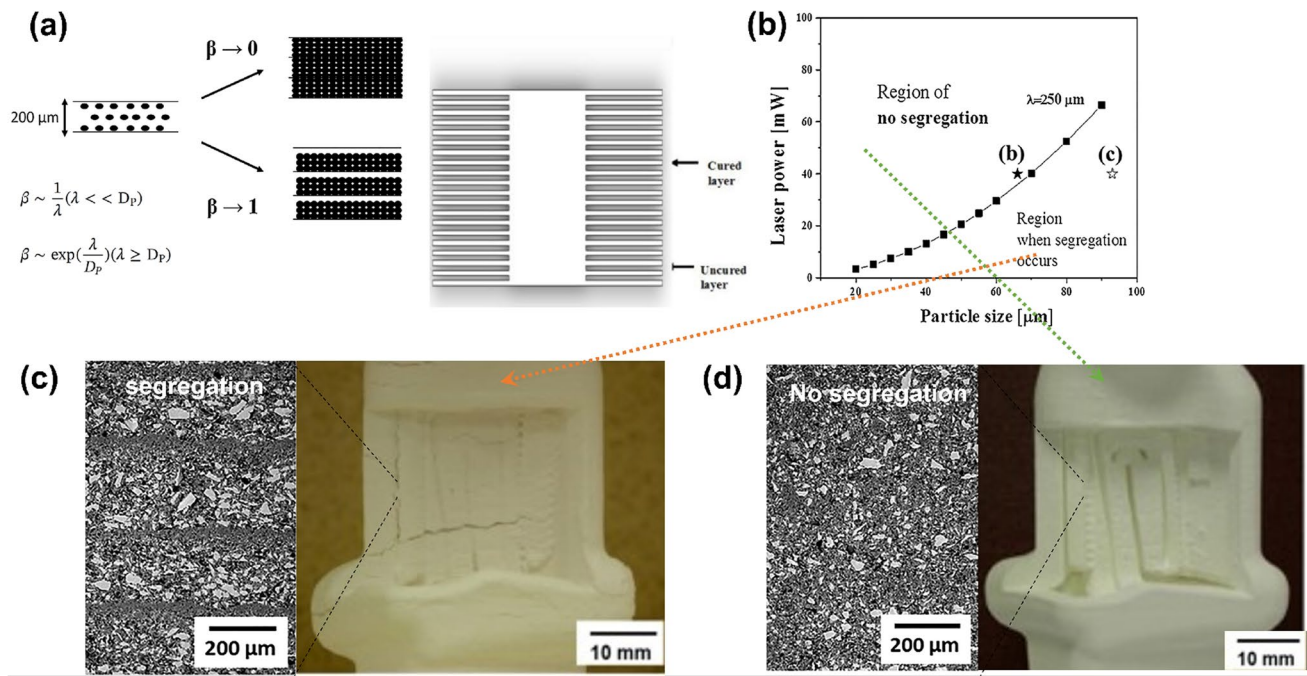 (a)
β → 0
200 μm
β → 1
β ~ 1/λ (λ << D_P)
β ~ exp(λ/D_P)(λ ≥ D_P)
Cured
layer
Uncured
layer
(b)
Laser power [mW]
100
80
60
40
20
0
Region of
no segregation
λ=250 μm
(b)
(c)
Region
when segregation
occurs
20 40 60 80 100
Particle size [μm]
(c)
segregation
200 μm
10 mm
(d)
No segregation
200 μm
10 mm